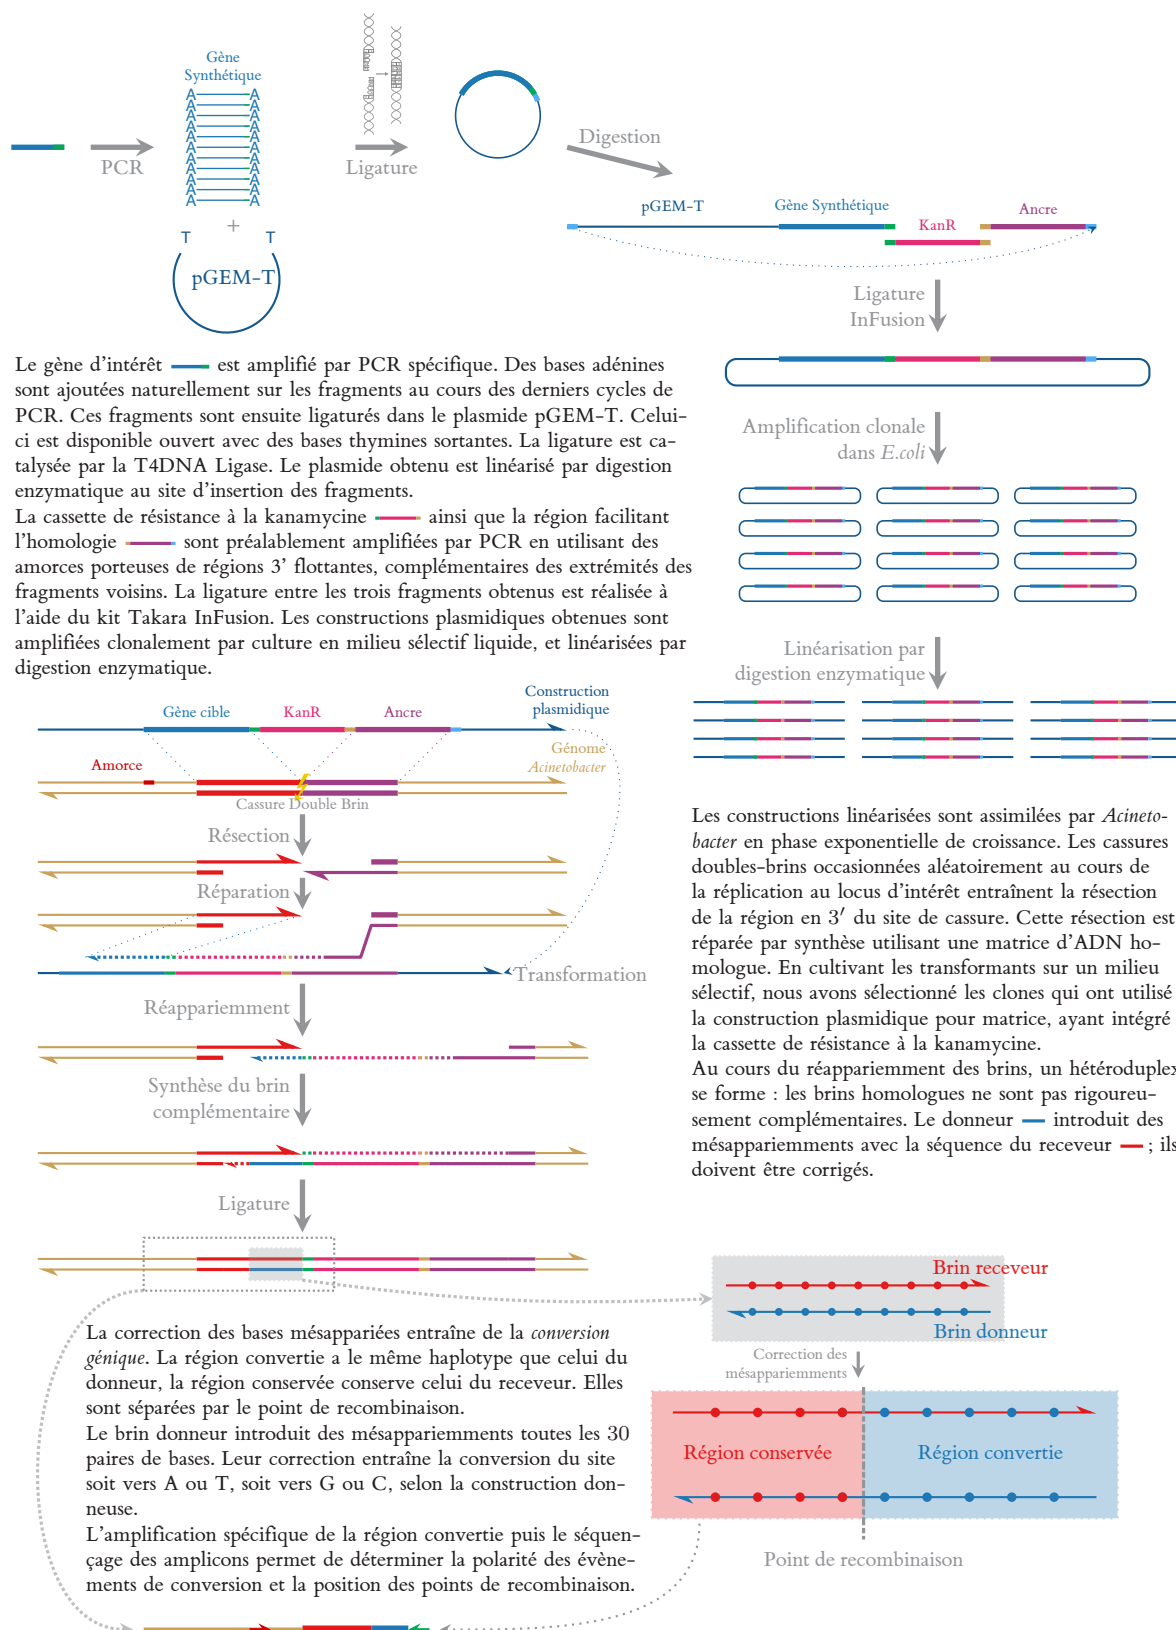 Gène
Synthétique
A A
A A
A A
A A
A A
A A
A A
A A
A A
A A
A A
PCR
+
T T
pGEM-T
Ligature
Digestion
pGEM-T
Gène Synthétique
KanR
Ancre
Ligature
InFusion
Amplification clonale
dans E.coli
Linéarisation par
digestion enzymatique
Le gène d'intérêt est amplifié par PCR spécifique. Des bases adénines
sont ajoutées naturellement sur les fragments au cours des derniers cycles de
PCR. Ces fragments sont ensuite ligaturés dans le plasmide pGEM-T. Celui-
ci est disponible ouvert avec des bases thymines sortantes. La ligature est ca-
talysée par la T4DNA Ligase. Le plasmide obtenu est linéarisé par digestion
enzymatique au site d'insertion des fragments.
La cassette de résistance à la kanamycine ainsi que la région facilitant
l'homologie sont préalablement amplifiées par PCR en utilisant des
amorces porteuses de régions 3' flottantes, complémentaires des extrémités des
fragments voisins. La ligature entre les trois fragments obtenus est réalisée à
l'aide du kit Takara InFusion. Les constructions plasmidiques obtenues sont
amplifiées clonalement par culture en milieu sélectif liquide, et linéarisées par
digestion enzymatique.
Construction
plasmidique
Gène cible
KanR
Ancre
Génome
Acinetobacter
Amorce
Cassure Double Brin
Résection
Réparation
Transformation
Réappariemment
Synthèse du brin
complémentaire
Ligature
Les constructions linéarisées sont assimilées par Acineto-
bacter en phase exponentielle de croissance. Les cassures
doubles-brins occasionnées aléatoirement au cours de
la réplication au locus d'intérêt entraînent la résection
de la région en 3′ du site de cassure. Cette résection est
réparée par synthèse utilisant une matrice d'ADN ho-
mologue. En cultivant les transformants sur un milieu
sélectif, nous avons sélectionné les clones qui ont utilisé
la construction plasmidique pour matrice, ayant intégré
la cassette de résistance à la kanamycine.
Au cours du réappariemment des brins, un hétéroduplex
se forme : les brins homologues ne sont pas rigoureu-
sement complémentaires. Le donneur introduit des
mésappariemments avec la séquence du receveur ; ils
doivent être corrigés.
Brin receveur
Brin donneur
Correction des
mésappariemments
Région conservée
Région convertie
Point de recombinaison
La correction des bases mésappariées entraîne de la conversion
génique. La région convertie a le même haplotype que celui du
donneur, la région conservée conserve celui du receveur. Elles
sont séparées par le point de recombinaison.
Le brin donneur introduit des mésappariemments toutes les 30
paires de bases. Leur correction entraîne la conversion du site
soit vers A ou T, soit vers G ou C, selon la construction don-
neuse.
L'amplification spécifique de la région convertie puis le séquen-
çage des amplicons permet de déterminer la polarité des évène-
ments de conversion et la position des points de recombinaison.